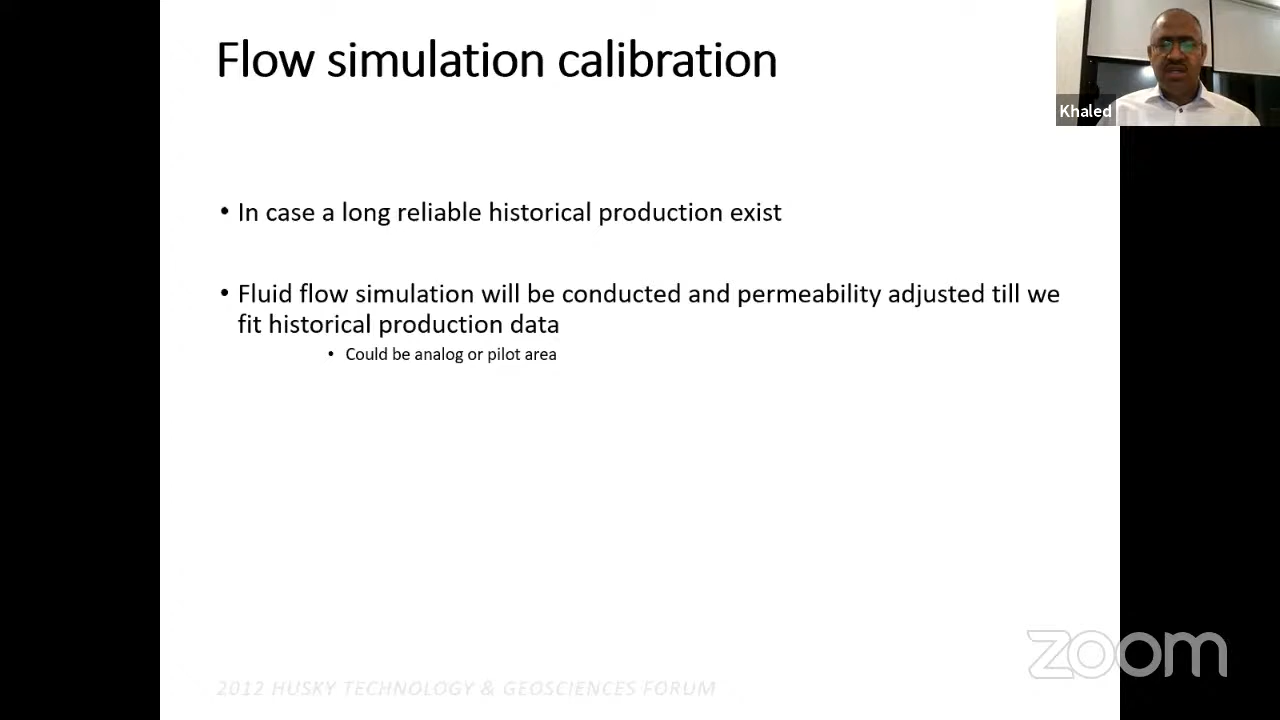 Flow simulation calibration
Khaled
• In case a long reliable historical production exist
• Fluid flow simulation will be conducted and permeability adjusted till we
fit historical production data
• Could be analog or pilot area
zoom
2012 HUSKY TECHNOLOGY & GEOSCIENCES FORUM